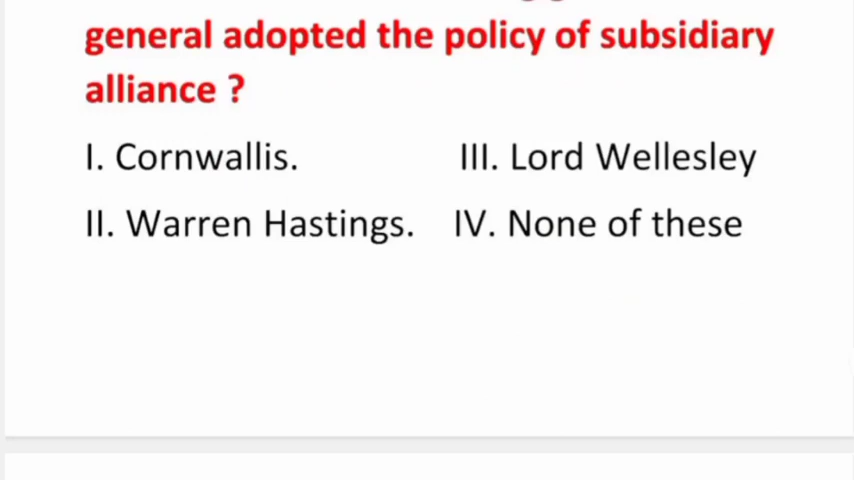 general adopted the policy of subsidiary
alliance ?
I. Cornwallis. III. Lord Wellesley
II. Warren Hastings. IV. None of these